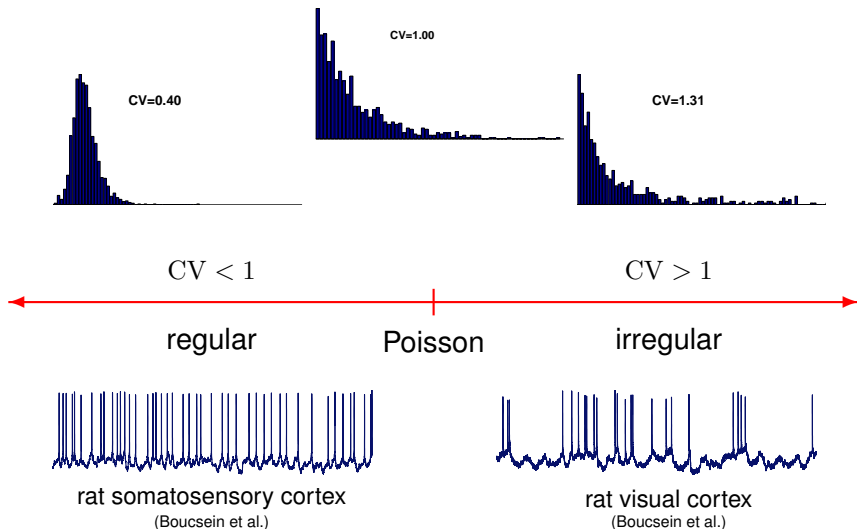 CV=1.00
CV=0.40
CV=1.31
CV < 1
CV > 1
regular
Poisson
irregular
rat somatosensory cortex
(Boucsein et al.)
rat visual cortex
(Boucsein et al.)